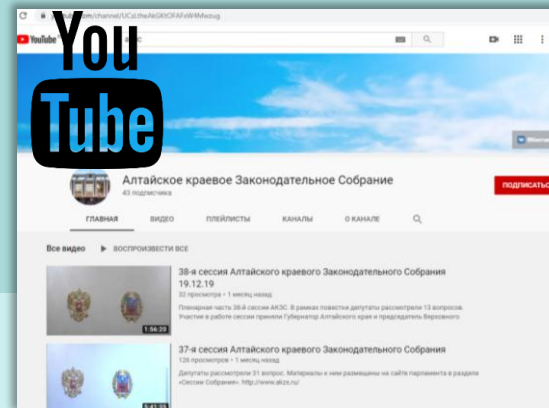 You
Tube
YouTube
Алтайское краевое Законодательное Собрание
43 подписчика
ПОДПИСАТЬСЯ
ГЛАВНАЯ ВИДЕО ПЛЕЙЛИСТЫ КАНАЛЫ О КАНАЛЕ
Все видео ВОСПРОИЗВЕСТИ ВСЕ
38-я сессия Алтайского краевого Законодательного Собрания
19.12.19
52 просмотра • 1 месяц назад
Пленарная часть 38-й сессии АКЗС. В рамках повестки депутаты рассмотрели 13 вопросов.
Участие в работе сессии приняли Губернатор Алтайского края и председатель Верховного
1:56:20
37-я сессия Алтайского краевого Законодательного Собрания
126 просмотров • 1 месяц назад
Депутаты рассмотрели 31 вопрос. Материалы к ним размещены на сайте парламента в разделе
«Сессии Собрания». http://www.akzs.ru/